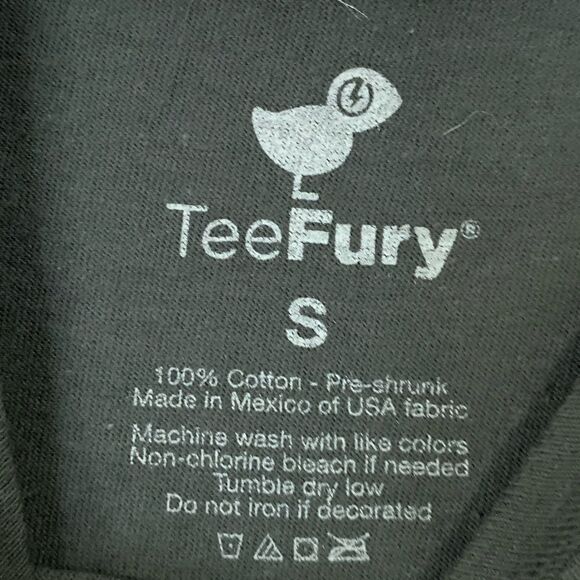 TeeFury®
S
100% Cotton - Pre-shrunk
Made in Mexico of USA fabric
Machine wash with like colors
Non-chlorine bleach if needed
Tumble dry low
Do not iron if decorated